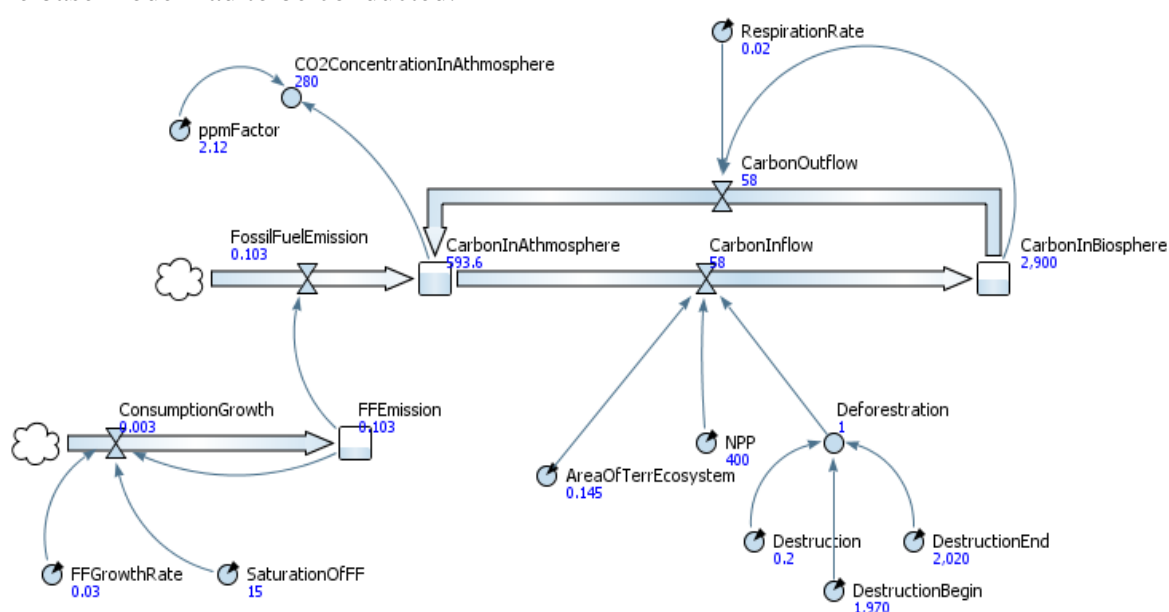 RespirationRate
0.02
CO2ConcentrationInAthmosphere
280
ppmFactor
2.12
CarbonOutflow
58
FossilFuelEmission
0.103
CarbonInAthmosphere
593.6
CarbonInflow
58
CarbonInBiosphere
2,900
ConsumptionGrowth
0.003
FFEmission
0.103
Deforestration
1
NPP
400
AreaOfTerrEcosystem
0.145
Destruction
0.2
DestructionEnd
2,020
FFGrowthRate
0.03
SaturationOfFF
15
DestructionBegin
1,970